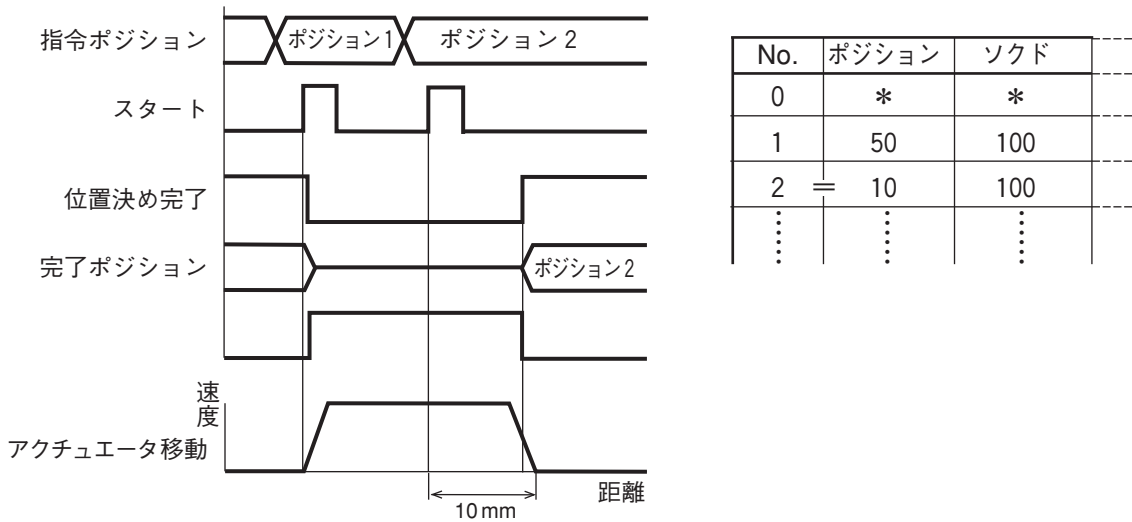 指令ポジション
ポジション1
ポジション2
スタート
位置決め完了
完了ポジション
ポジション2
速度
アクチュエータ移動
距離
10mm
No. ポジション ソクド
0 * *
1 50 100
2 = 10 100